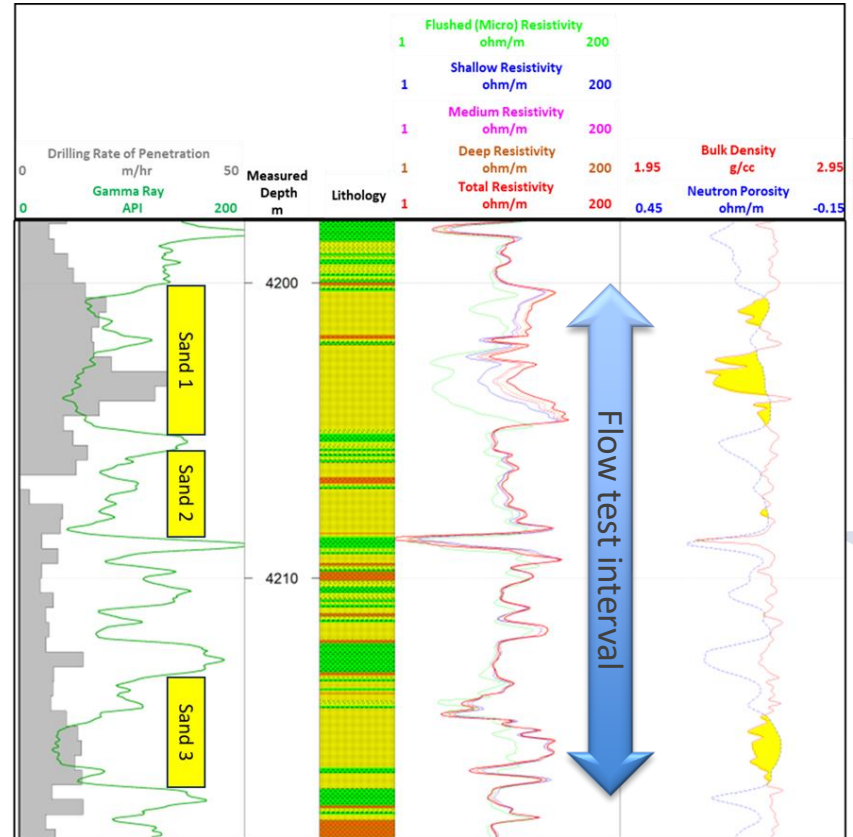 Flushed (Micro) Resistivity
1 ohm/m 200
Shallow Resistivity
1 ohm/m 200
Medium Resistivity
1 ohm/m 200
Drilling Rate of Penetration
0 m/hr 50
Gamma Ray
0 API 200
Measured
Depth
m
Lithology
Deep Resistivity
1 ohm/m 200
Total Resistivity
1 200
Bulk Density
1.95 g/cc 2.95
Neutron Porosity
0.45 ohm/m -0.15
4200
4210
Sand 1
Sand 2
Sand 3
Flow test interval